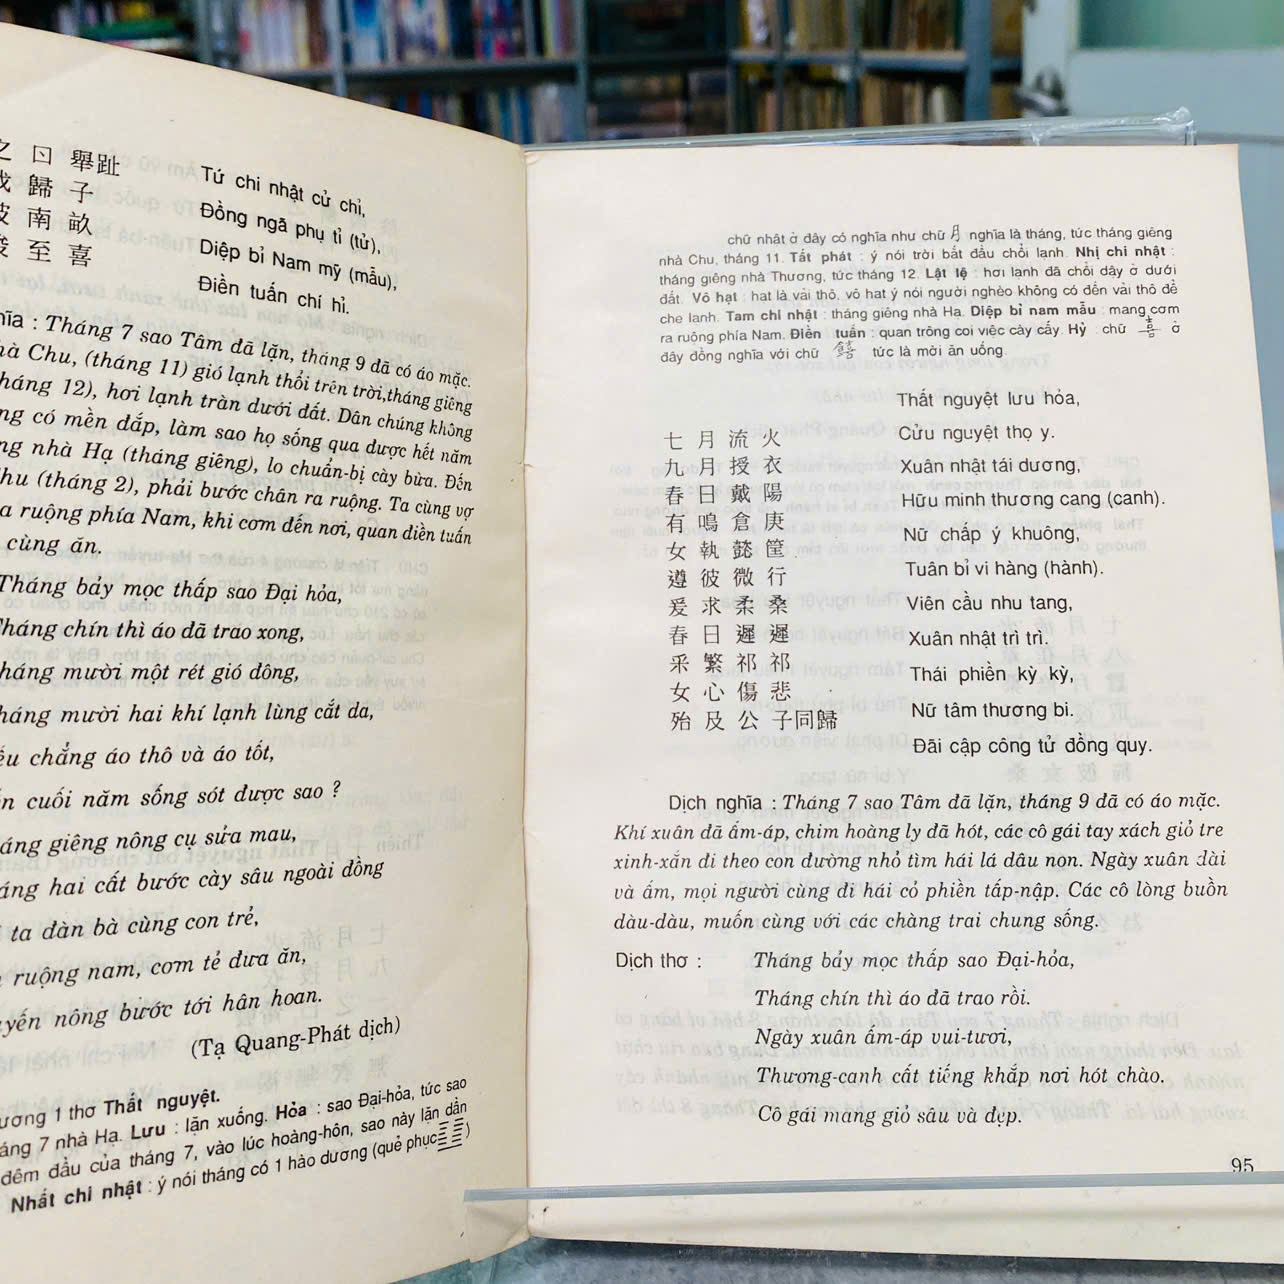 之 日 舉趾
歸 子
南 畝
至 喜
Tứ chi nhật cử chỉ,
Đồng ngã phụ tỉ (tử),
Diệp bỉ Nam mỹ (mẫu),
Điền tuấn chí hỉ.
: Tháng 7 sao Tâm đã lặn, tháng 9 đã có áo mặc.
Chu, (tháng 11) gió lạnh thổi trên trời,tháng giêng
12), hơi lạnh tràn dưới đất. Dân chúng không
có mền đắp, làm sao họ sống qua được hết năm
nhà Hạ (tháng giêng), lo chuẩn-bị cày bừa. Đến
(tháng 2), phải bước chân ra ruộng. Ta cùng vợ
ruộng phía Nam, khi cơm đến nơi, quan điền tuấn
cùng ăn.
Tháng bảy mọc thấp sao Đại hỏa,
Tháng chín thì áo đã trao xong,
mười một rét gió đông,
mười hai khí lạnh lùng cắt da,
chẳng áo thô và áo tốt,
cuối năm sống sót được sao ?
giêng nông cụ sửa mau,
hai cất bước cày sâu ngoài đồng
ta đàn bà cùng con trẻ,
ruộng nam, cơm tẻ đưa ăn,
nông bước tới hân hoan.
(Tạ Quang-Phát dịch)
1 thơ Thất nguyệt.
7 nhà Hạ. Lưu : lặn xuống. Hỏa : sao Đại-hỏa, tức sao
đêm đầu của tháng 7, vào lúc hoàng-hôn, sao này lặn dần
Nhất chi nhật : ý nói tháng có 1 hào dương (quẻ phục )
chữ nhật ở đây có nghĩa như chữ 月 nghĩa là tháng, tức tháng giêng
nhà Chu, tháng 11. Tất phát : ý nói trời bắt đầu chổi lạnh. Nhị chi nhật :
tháng giêng nhà Thương, tức tháng 12. Lật lệ : hơi lạnh đã chổi dậy ở dưới
đất. Vô hạt : hạt là vải thô, vô hạt ý nói người nghèo không có đến vải thô để
che lạnh. Tam chi nhật : tháng giêng nhà Hạ. Diệp bỉ nam mẫu : mang cơm
ra ruộng phía Nam. Điền tuấn : quan trông coi việc cày cấy. Hỷ : chữ 喜 ở
đây đồng nghĩa với chữ 饎 tức là mời ăn uống.
七 月 流 火
九 月 授 衣
春 日 戴 陽
有 鳴 倉 庚
女 執 懿 筐
遵 彼 微 行
爰 求 柔 桑
春 日 遲 遲
采 繁 祁 祁
女 心 傷 悲
殆 及 公 子同歸
Thất nguyệt lưu hỏa,
Cửu nguyệt thọ y.
Xuân nhật tái dương,
Hữu minh thương cang (canh).
Nữ chấp ý khuông,
Tuân bỉ vi hàng (hành).
Viên cầu nhu tang,
Xuân nhật trì trì.
Thái phiền kỳ kỳ,
Nữ tâm thương bi.
Đãi cập công tử đồng quy.
Dịch nghĩa : Tháng 7 sao Tâm đã lặn, tháng 9 đã có áo mặc.
Khí xuân đã ấm-áp, chim hoàng ly đã hót, các cô gái tay xách giỏ tre
xinh-xắn đi theo con đường nhỏ tìm hái lá dâu non. Ngày xuân dài
và ấm, mọi người cùng đi hái cỏ phiền tấp-nập. Các cô lòng buồn
dàu-dàu, muốn cùng với các chàng trai chung sống.
Dịch thơ : Tháng bảy mọc thấp sao Đại-hỏa,
Tháng chín thì áo đã trao rồi.
Ngày xuân ấm-áp vui-tươi,
Thương-canh cất tiếng khắp nơi hót chào.
Cô gái mang giỏ sâu và đẹp.
95